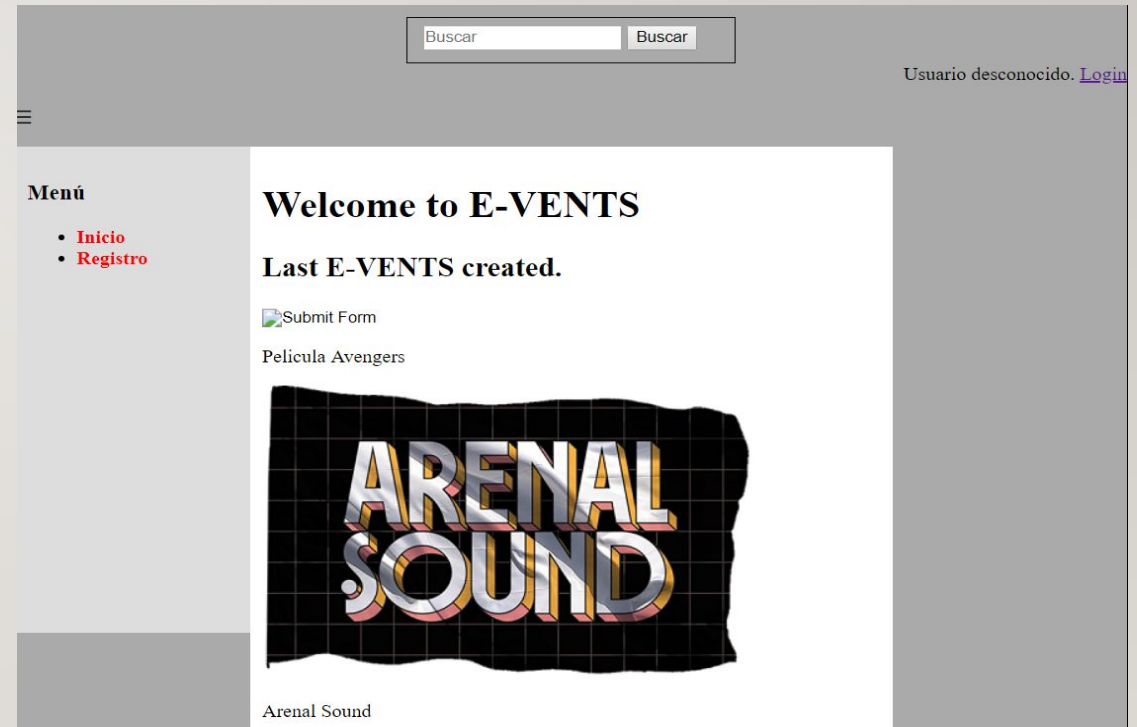 Buscar Buscar
Usuario desconocido. Login
Menú
Inicio
Registro
Welcome to E-VENTS
Last E-VENTS created.
Submit Form
Pelicula Avengers
ARENAL
SOUND
Arenal Sound